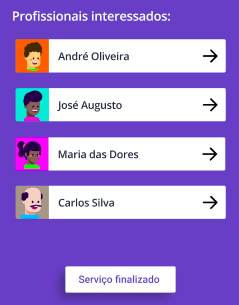 Profissionais interessados:
André Oliveira
José Augusto
Maria das Dores
Carlos Silva
Serviço finalizado